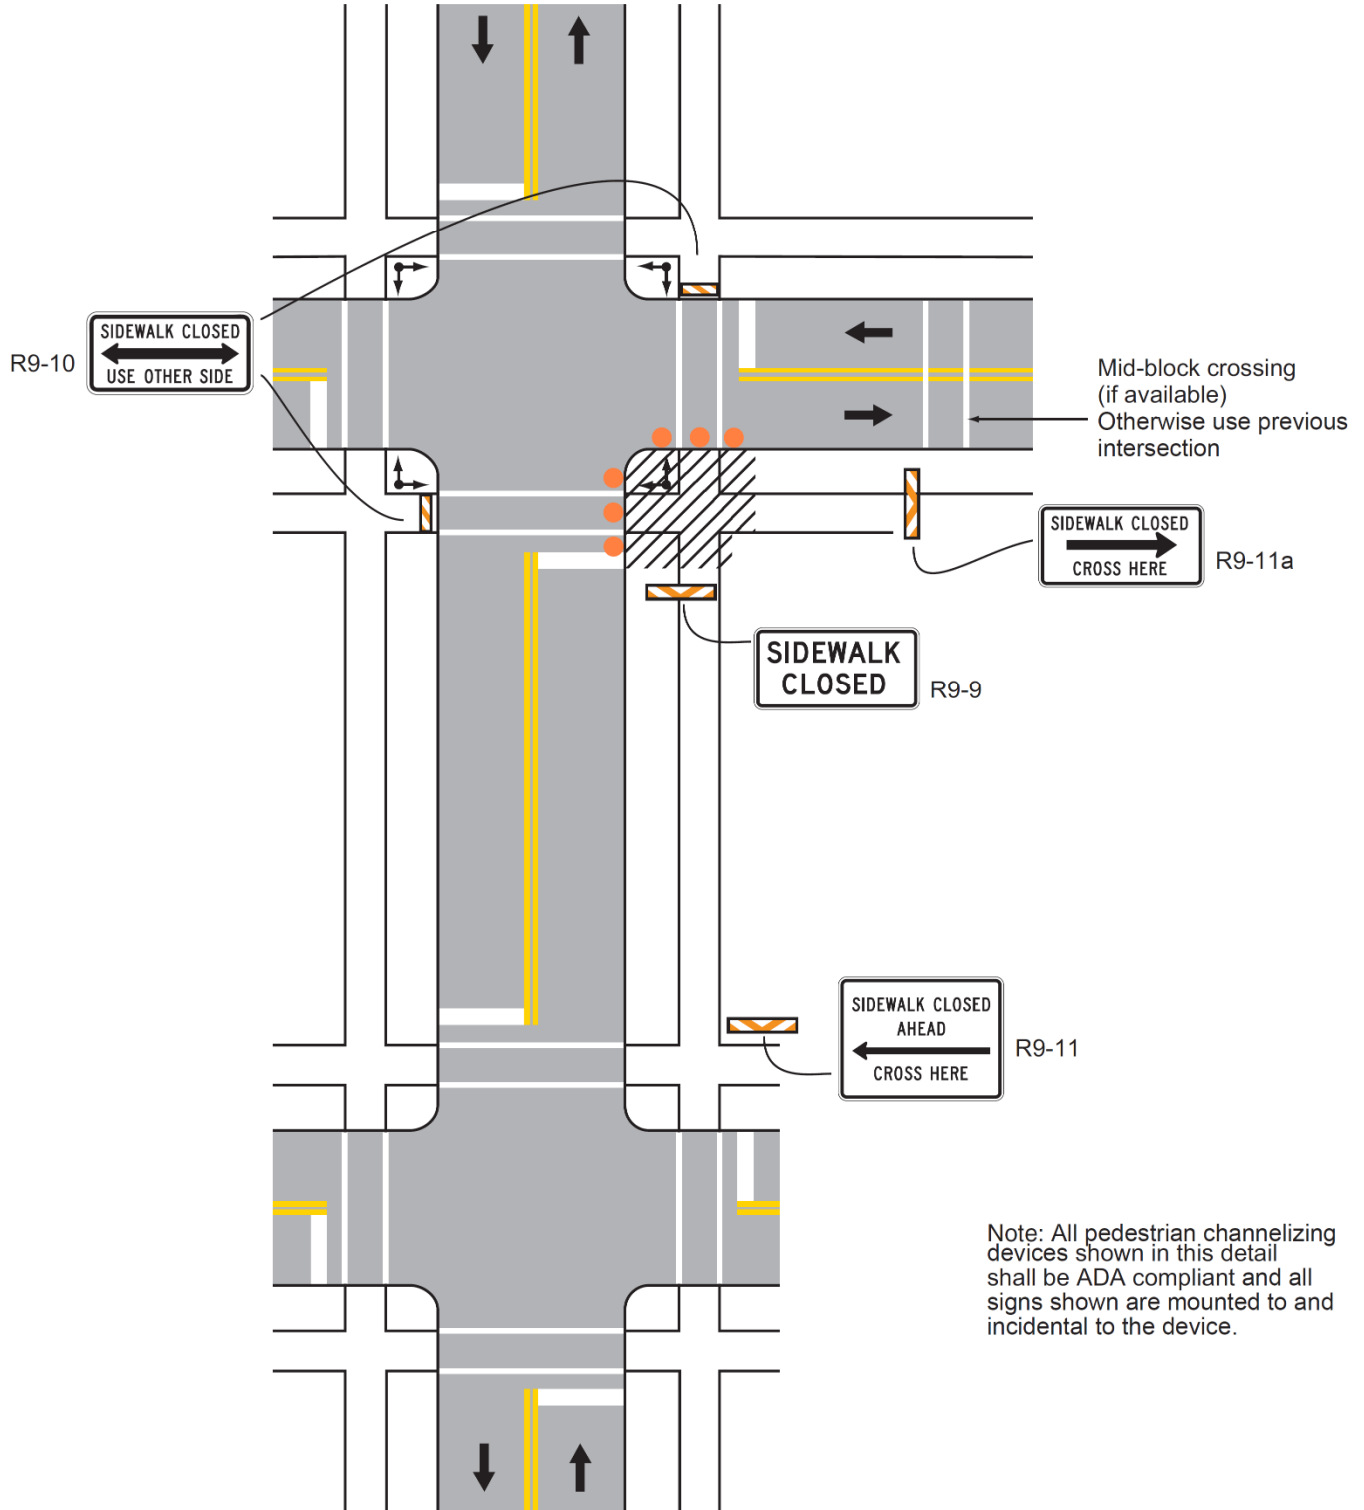 SIDEWALK CLOSED
USE OTHER SIDE
R9-10
Mid-block crossing
(if available)
Otherwise use previous
intersection
SIDEWALK CLOSED
CROSS HERE
R9-11a
SIDEWALK
CLOSED
R9-9
SIDEWALK CLOSED
AHEAD
CROSS HERE
R9-11
Note: All pedestrian channelizing
devices shown in this detail
shall be ADA compliant and all
signs shown are mounted to and
incidental to the device.